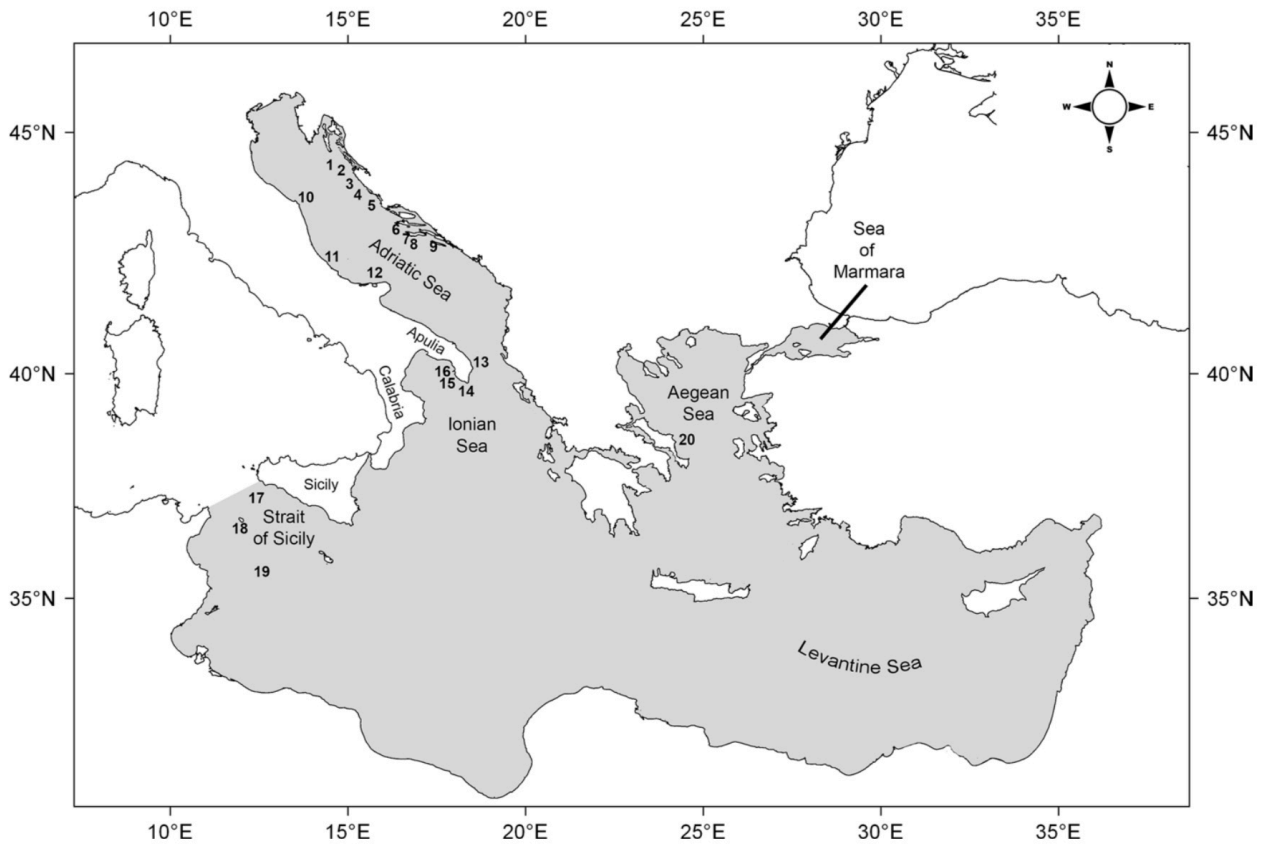 10°E 15°E 20°E 25°E 30°E 35°E
N
W E
S
45°N 45°N
1
2
3
4
5
10
6
7
8
9
Adriatic Sea
11
12
Sea
of
Marmara
Apulia
13
40°N 40°N
16
15
14
Calabria
Aegean
Sea
Ionian
Sea
20
Sicily
17
Strait
of Sicily
18
19
35°N 35°N
Levantine Sea
10°E 15°E 20°E 25°E 30°E 35°E